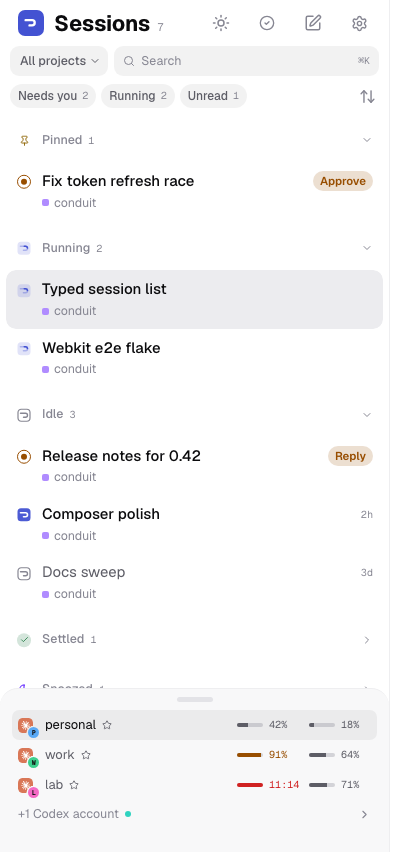 Sessions 7
All projects Search ⌘K
Needs you 2 Running 2 Unread 1
Pinned 1
Fix token refresh race Approve
conduit
Running 2
Typed session list
conduit
Webkit e2e flake
conduit
Idle 3
Release notes for 0.42 Reply
conduit
Composer polish 2h
conduit
Docs sweep 3d
conduit
Settled 1
P personal 42% 18%
W work 91% 64%
L lab 11:14 71%
+1 Codex account